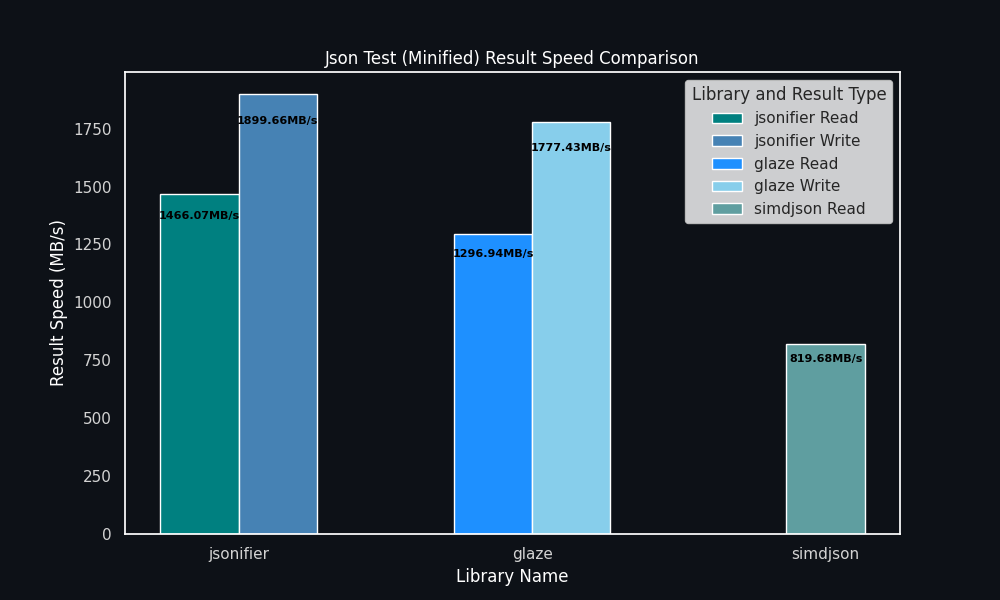 Json Test (Minified) Result Speed Comparison
Library and Result Type
jsonifier Read
jsonifier Write
glaze Read
glaze Write
simdjson Read
Result Speed (MB/s)
1750
1500
1250
1000
750
500
250
0
1466.07MB/s
1899.66MB/s
1296.94MB/s
1777.43MB/s
819.68MB/s
jsonifier
glaze
simdjson
Library Name